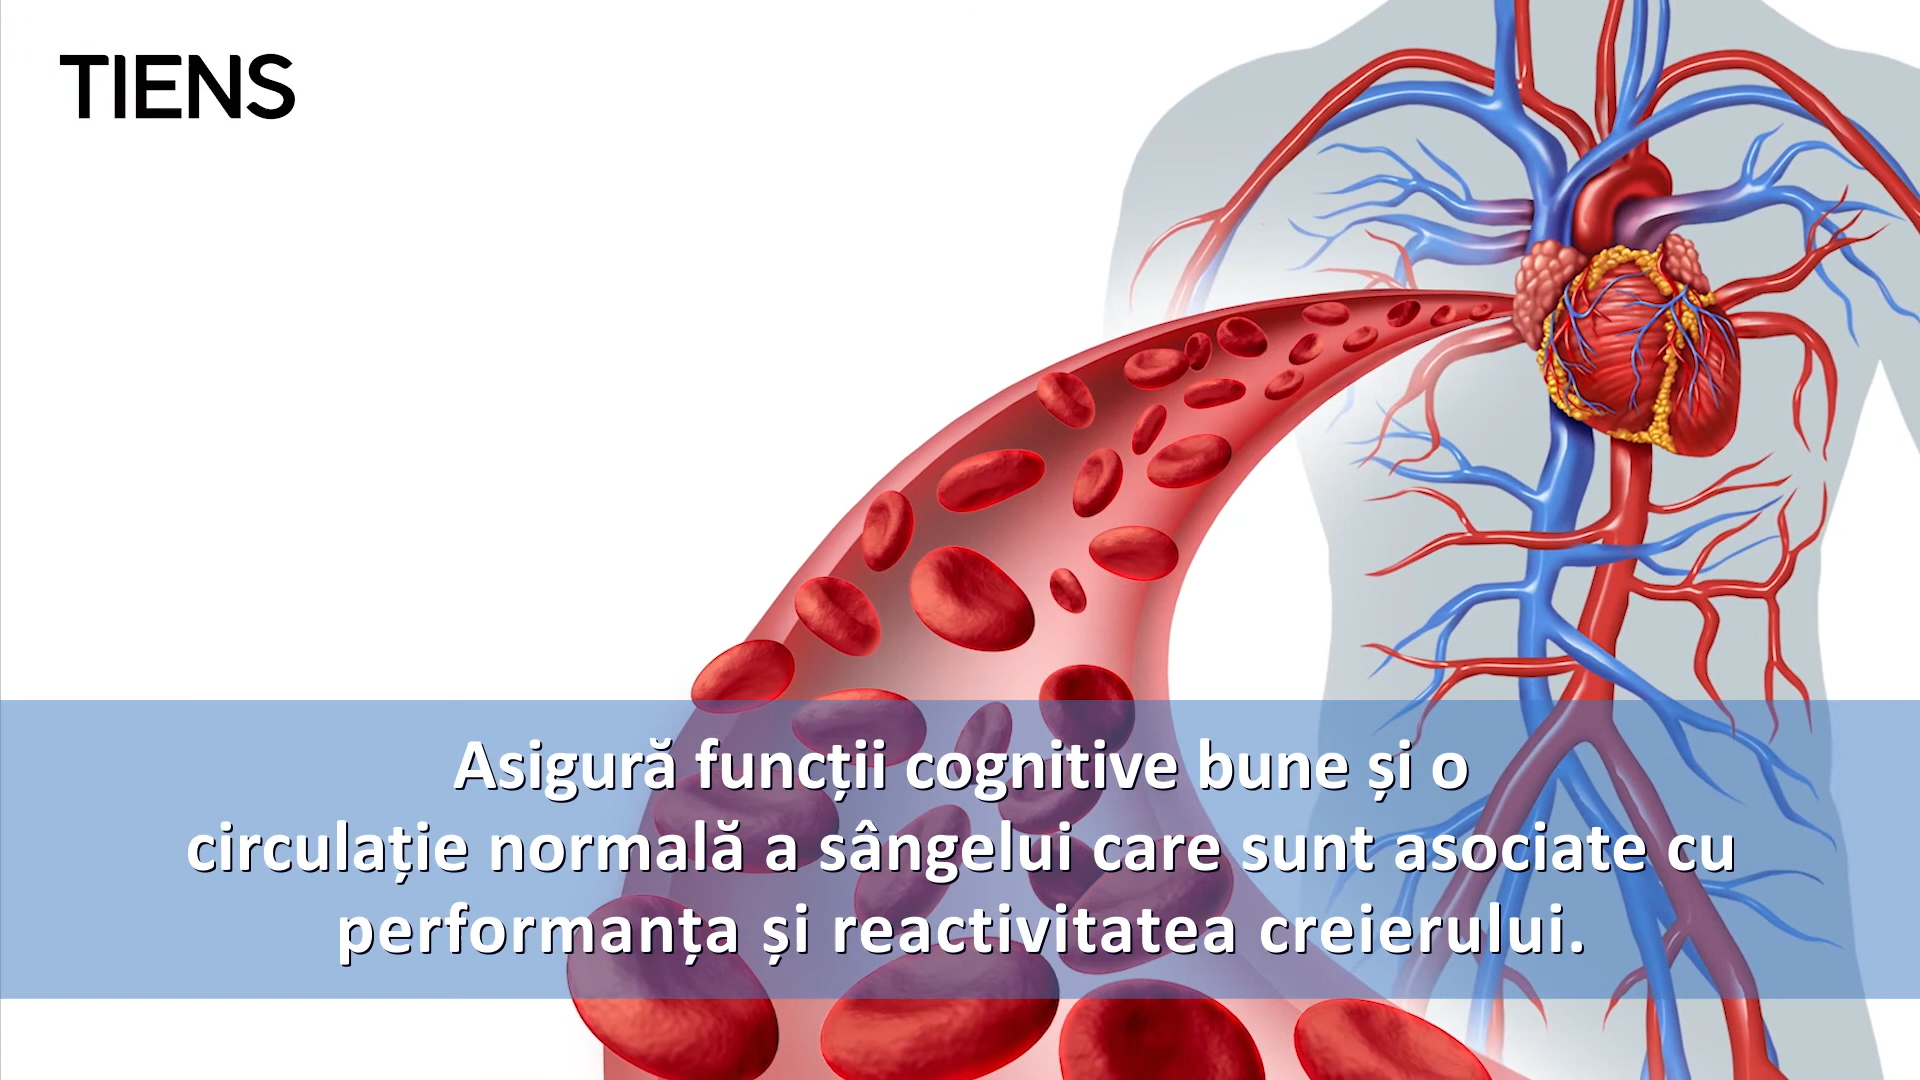 TIENS
Asigură funcții cognitive bune și o
circulație normală a sângelui care sunt asociate cu
performanța și reactivitatea creierului.